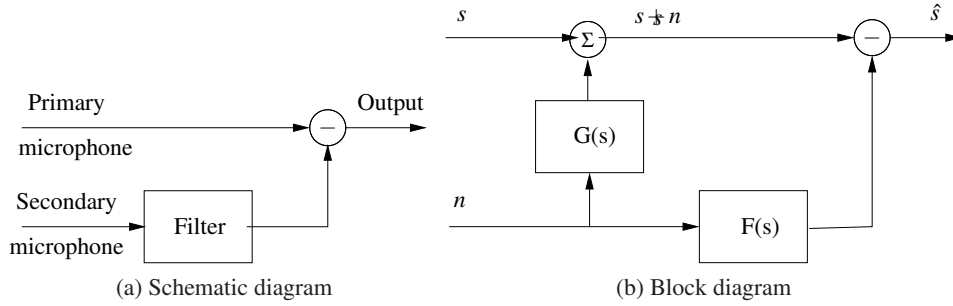 Primary
microphone
Output
Secondary
microphone
Filter
(a) Schematic diagram
s
Σ
n
ŝ
G(s)
n
F(s)
(b) Block diagram